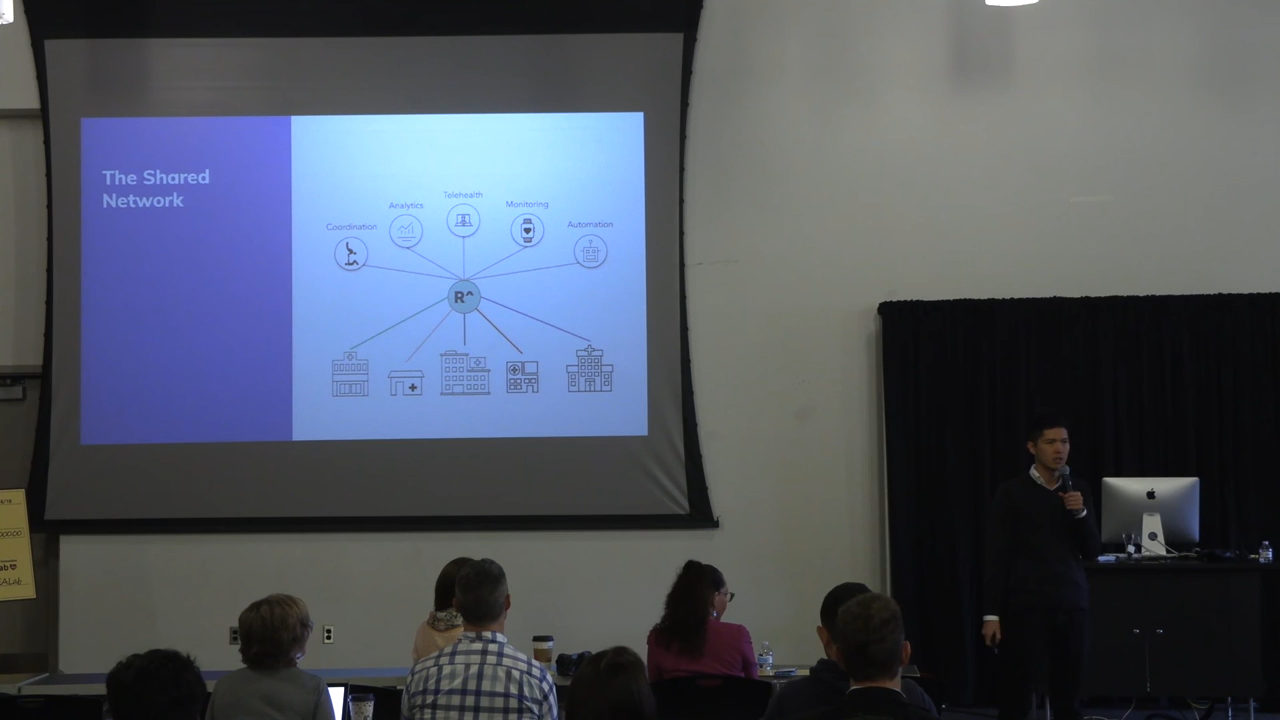 The Shared
Network
Telehealth
Analytics
Monitoring
Coordination
Automation
R^